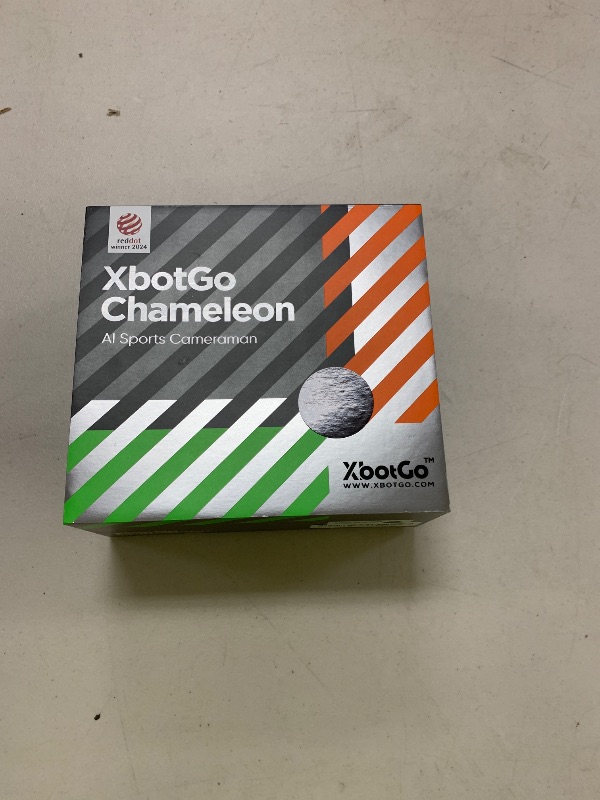 reddot
winner 2024
XbotGo
Chameleon
AI Sports Cameraman
XbotGo™
WWW.XBOTGO.COM